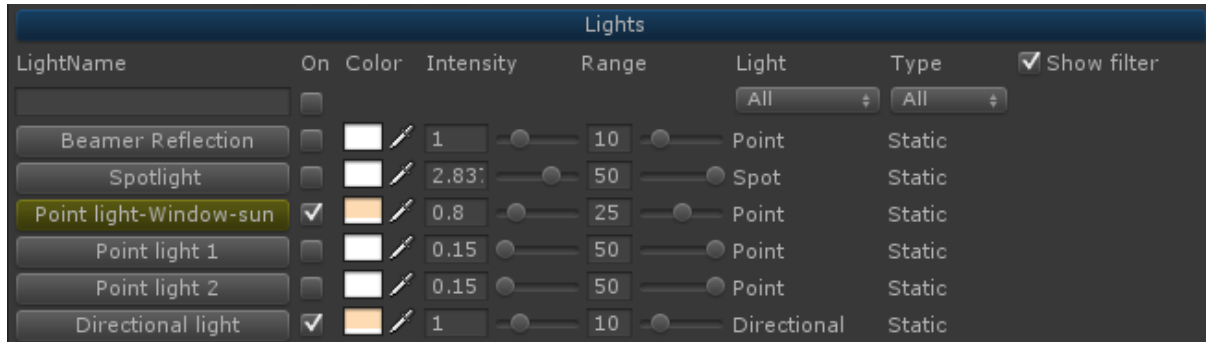 Lights
LightName On Color Intensity Range Light Type Show filter
All All
Beamer Reflection 1 10 Point Static
Spotlight 2.837 50 Spot Static
Point light-Window-sun 0.8 25 Point Static
Point light 1 0.15 50 Point Static
Point light 2 0.15 50 Point Static
Directional light 1 10 Directional Static